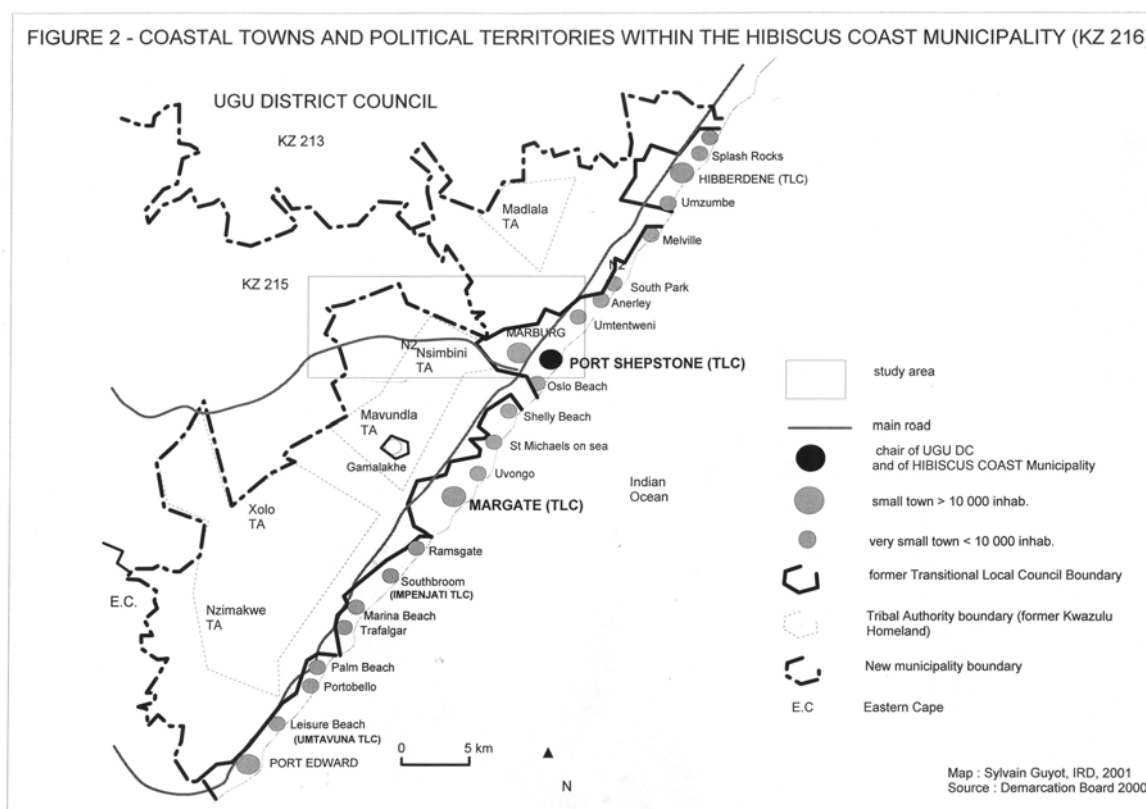 FIGURE 2 - COASTAL TOWNS AND POLITICAL TERRITORIES WITHIN THE HIBISCUS COAST MUNICIPALITY (KZ 216)
UGU DISTRICT COUNCIL
KZ 213
Splash Rocks
HIBBERDENE (TLC)
Madlala
TA
Umzumbe
Melville
N2
KZ 215
South Park
Anerley
Umtentweni
MARBURG
N2
Nsimbini
TA
PORT SHEPSTONE (TLC)
Oslo Beach
Mavundla
TA
Shelly Beach
St Michaels on sea
Gamalakhe
Uvongo
Indian
Ocean
MARGATE (TLC)
Xolo
TA
Ramsgate
Southbroom
(IMPENJATI TLC)
E.C.
Nzimakwe
TA
Marina Beach
Trafalgar
Palm Beach
Portobello
Leisure Beach
(UMTAVUNA TLC)
PORT EDWARD
0 5 km
N
study area
main road
chair of UGU DC
and of HIBISCUS COAST Municipality
small town > 10 000 inhab.
very small town < 10 000 inhab.
former Transitional Local Council Boundary
Tribal Authority boundary (former Kwazulu
Homeland)
New municipality boundary
E.C Eastern Cape
Map : Sylvain Guyot, IRD, 2001
Source : Demarcation Board 2000